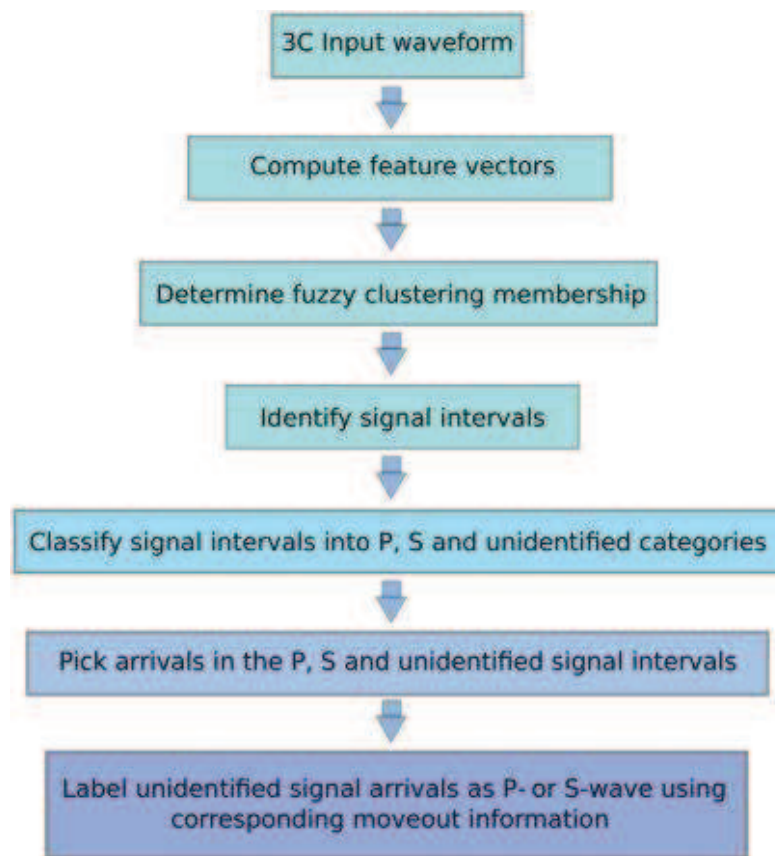 3C Input waveform
Compute feature vectors
Determine fuzzy clustering membership
Identify signal intervals
Classify signal intervals into P, S and unidentified categories
Pick arrivals in the P, S and unidentified signal intervals
Label unidentified signal arrivals as P- or S-wave using
corresponding moveout information